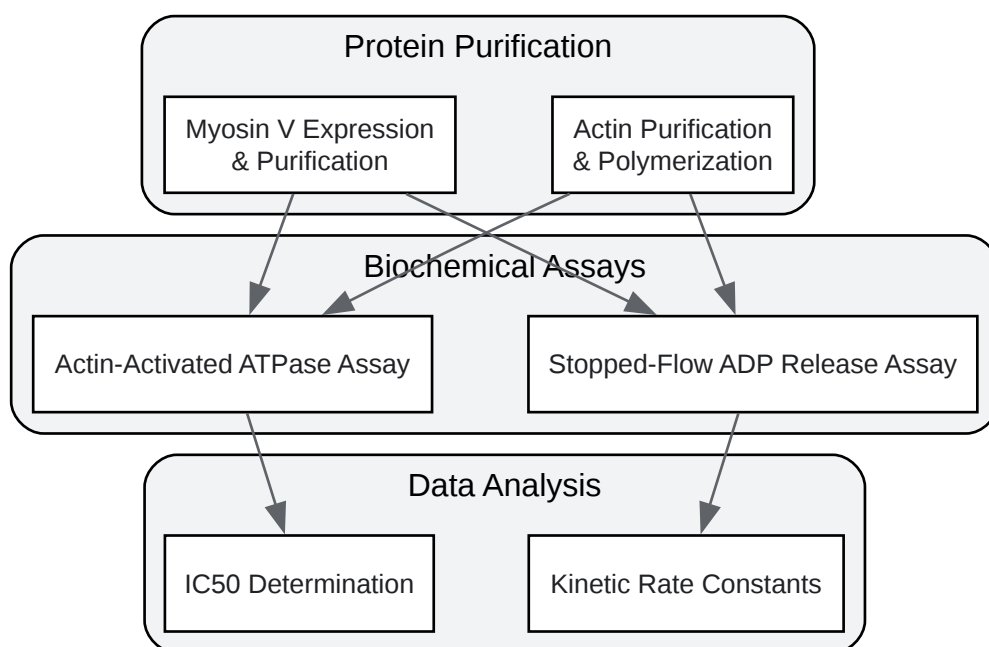 Protein Purification
Myosin V Expression
& Purification
Actin Purification
& Polymerization
Biochemical Assays
Actin-Activated ATPase Assay
Stopped-Flow ADP Release Assay
Data Analysis
IC50 Determination
Kinetic Rate Constants